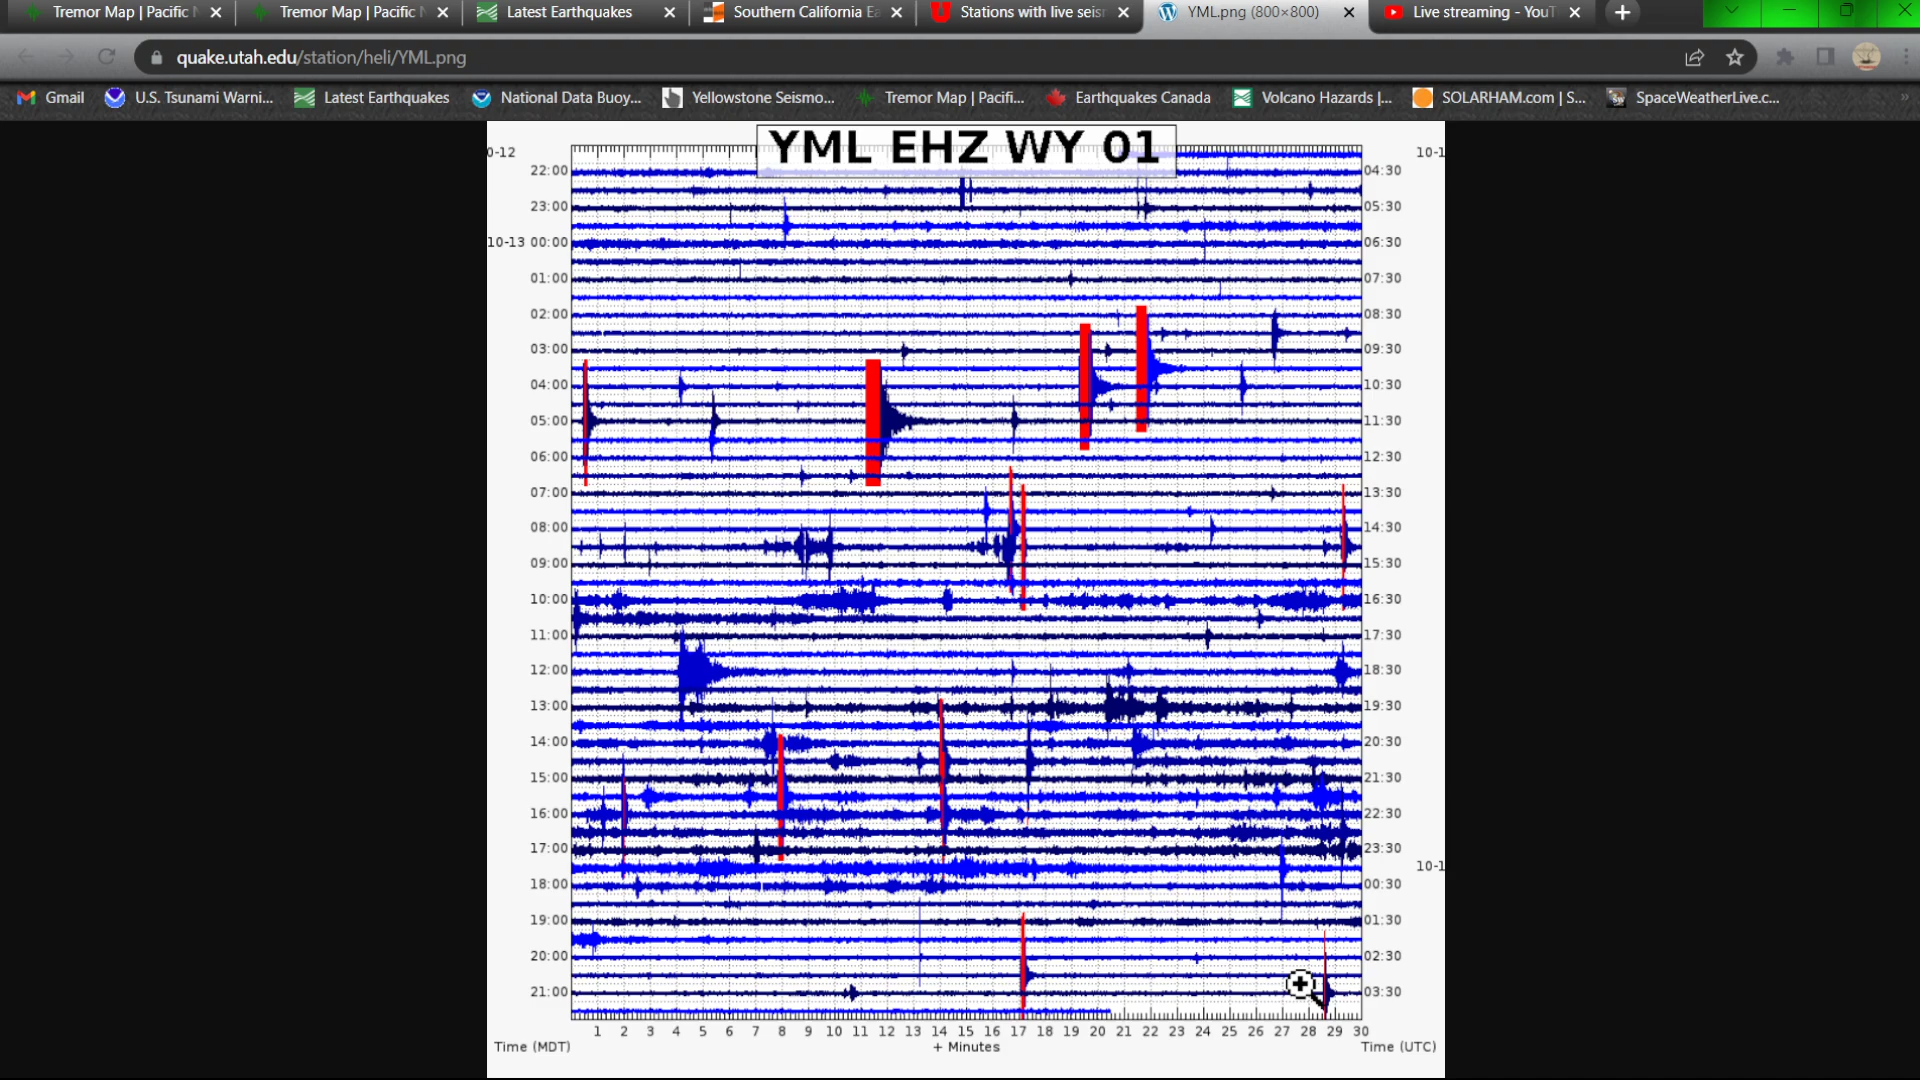 Tremor Map | Pacific N
Tremor Map | Pacific N
Latest Earthquakes
Southern California Ea
Stations with live seism
YML.png (800×800)
Live streaming - YouT
quake.utah.edu/station/heli/YML.png
Gmail
U.S. Tsunami Warni...
Latest Earthquakes
National Data Buoy...
Yellowstone Seismo...
Tremor Map | Pacifi...
Earthquakes Canada
Volcano Hazards |...
SOLARHAM.com | S...
SpaceWeatherLive.c...
YML EHZ WY 01
0-12 10-1
22:00 04:30
23:00 05:30
10-13 00:00 06:30
01:00 07:30
02:00 08:30
03:00 09:30
04:00 10:30
05:00 11:30
06:00 12:30
07:00 13:30
08:00 14:30
09:00 15:30
10:00 16:30
11:00 17:30
12:00 18:30
13:00 19:30
14:00 20:30
15:00 21:30
16:00 22:30
17:00 23:30
10-1
18:00 00:30
19:00 01:30
20:00 02:30
21:00 03:30
1 2 3 4 5 6 7 8 9 10 11 12 13 14 15 16 17 18 19 20 21 22 23 24 25 26 27 28 29 30
Time (MDT) + Minutes Time (UTC)